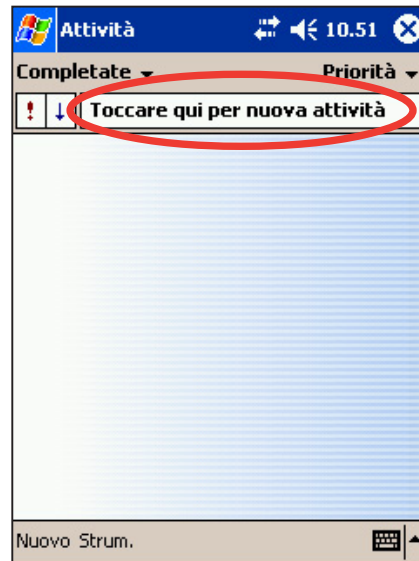 Attività 10.51
Completate Priorità
Toccare qui per nuova attività
Nuovo Strum.